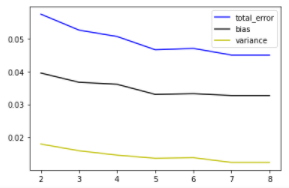 total_error
bias
variance
0.05
0.04
0.03
0.02
2 3 4 5 6 7 8